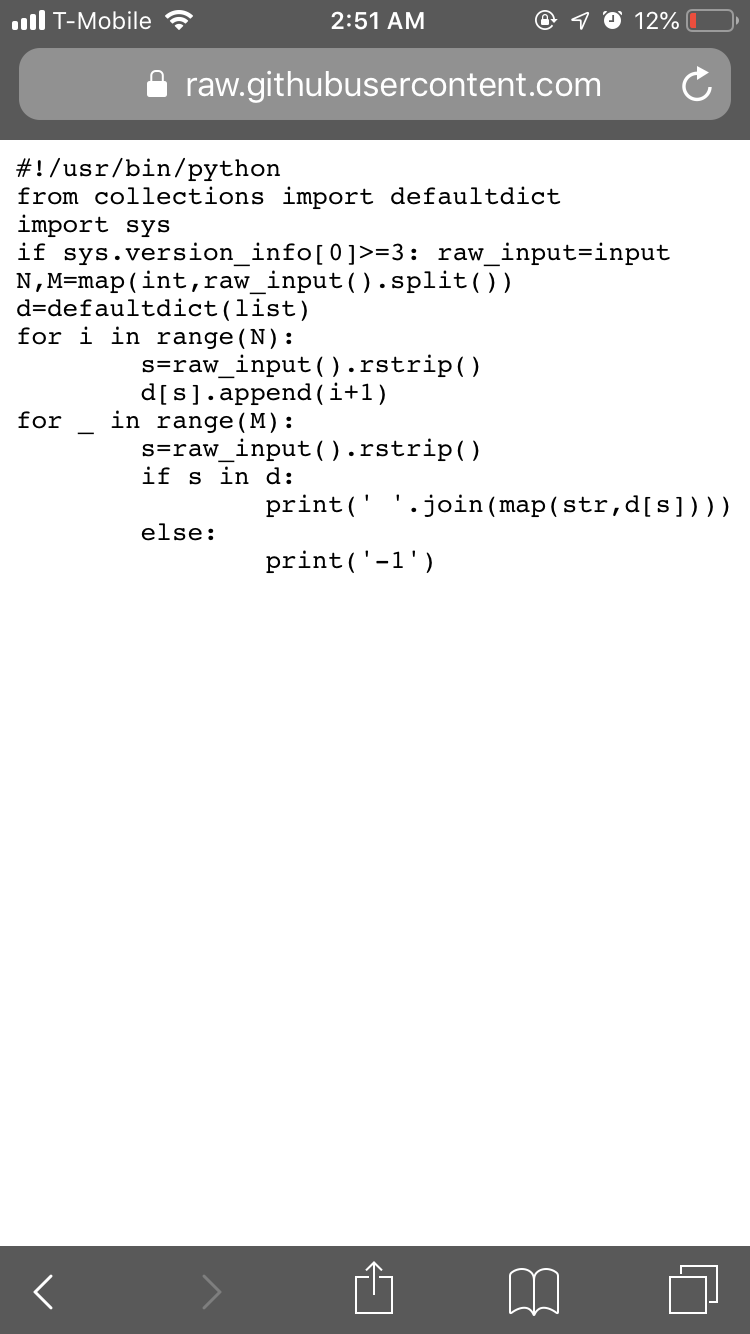 T-Mobile 2:51 AM 12%
raw.githubusercontent.com
#!/usr/bin/python
from collections import defaultdict
import sys
if sys.version_info[0]>=3: raw_input=input
N,M=map(int,raw_input().split())
d=defaultdict(list)
for i in range(N):
        s=raw_input().rstrip()
        d[s].append(i+1)
for _ in range(M):
        s=raw_input().rstrip()
        if s in d:
                print(' '.join(map(str,d[s])))
        else:
                print('-1')